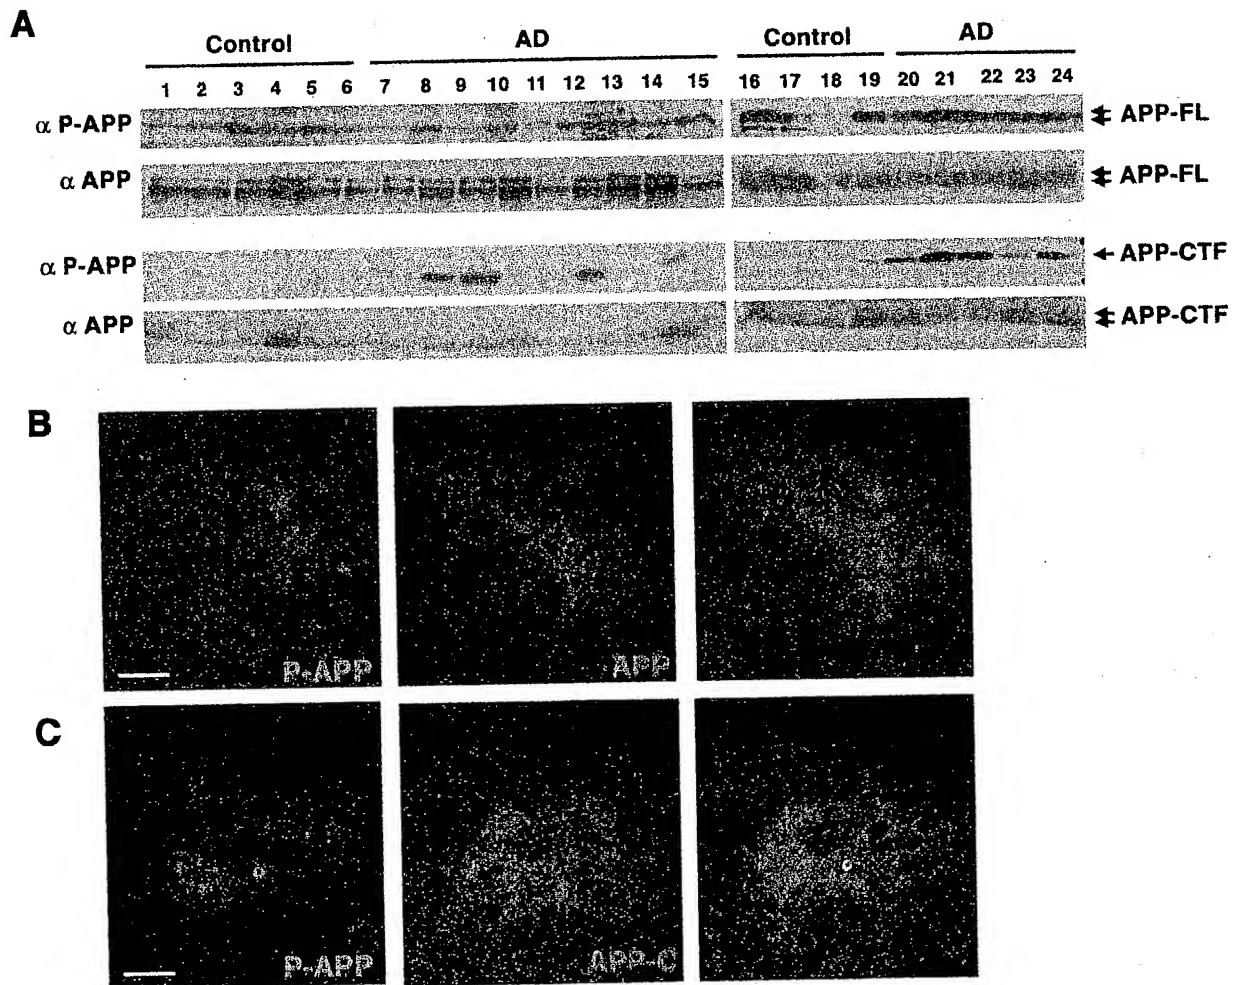 A
Control AD Control AD
1 2 3 4 5 6 7 8 9 10 11 12 13 14 15 16 17 18 19 20 21 22 23 24
α P-APP APP-FL
α APP APP-FL
α P-APP APP-CTF
α APP APP-CTF
B
P-APP APP
C
P-APP APP-C